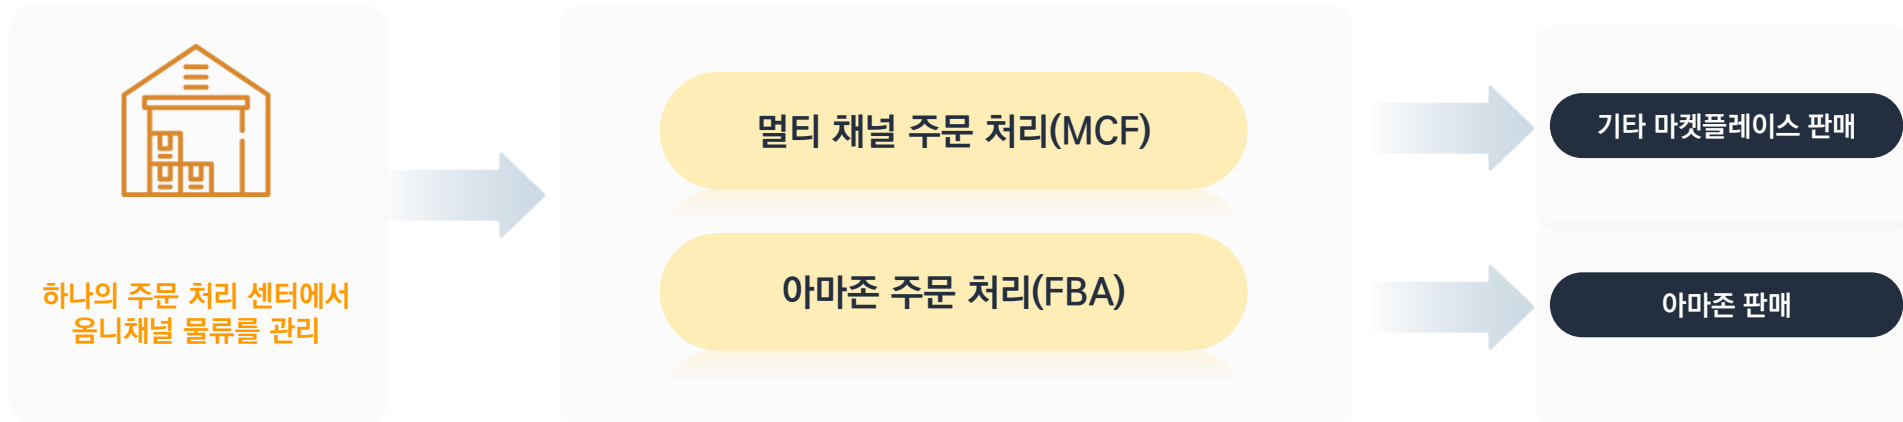 하나의 주문 처리 센터에서
옴니채널 물류를 관리
멀티 채널 주문 처리(MCF)
아마존 주문 처리(FBA)
기타 마켓플레이스 판매
아마존 판매